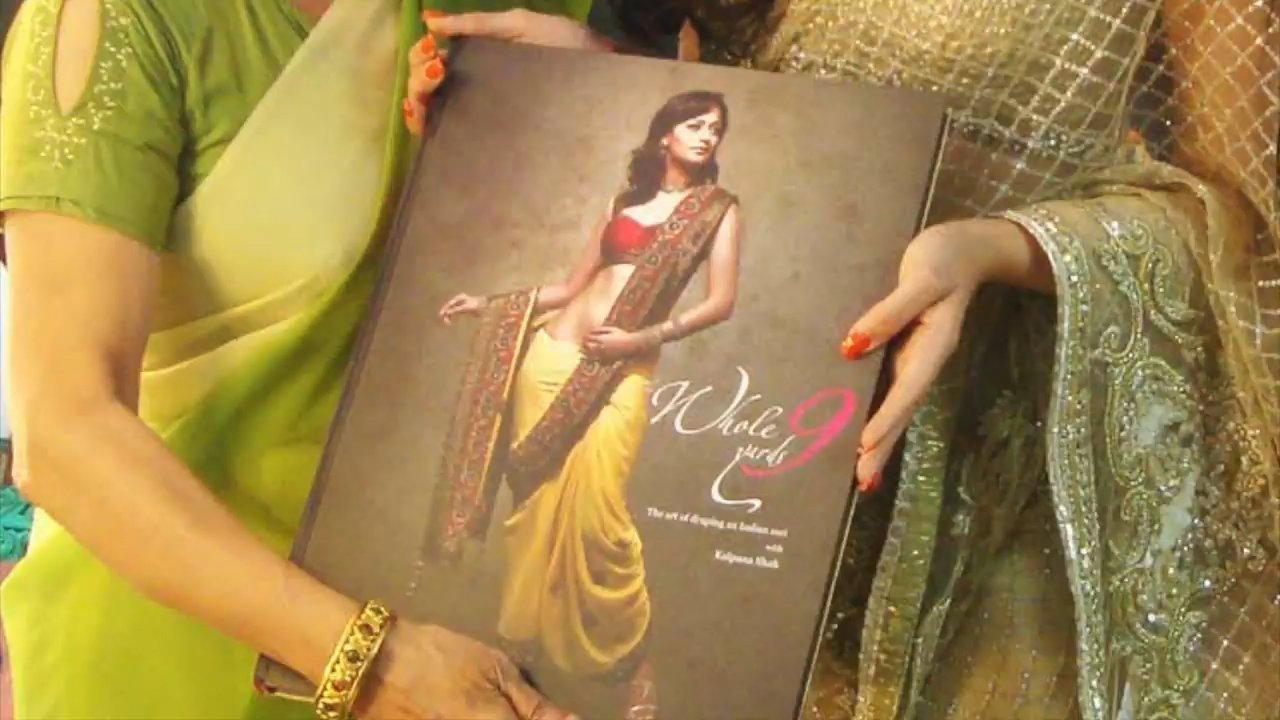 Whole 9
yards
The art of draping an Indian sari
with
Kalpana Shah